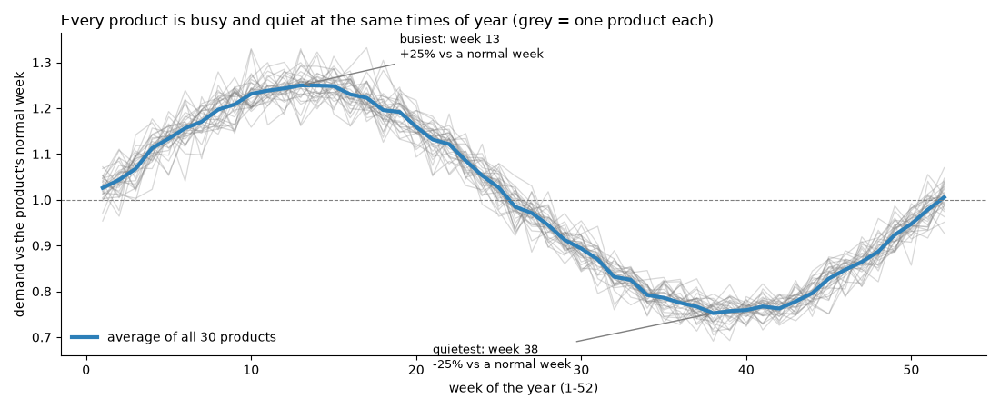 Every product is busy and quiet at the same times of year (grey = one product each)
busiest: week 13
+25% vs a normal week
demand vs the product's normal week
1.3
1.2
1.1
1.0
0.9
0.8
0.7
average of all 30 products
quietest: week 38
-25% vs a normal week
0 10 20 30 40 50
week of the year (1-52)